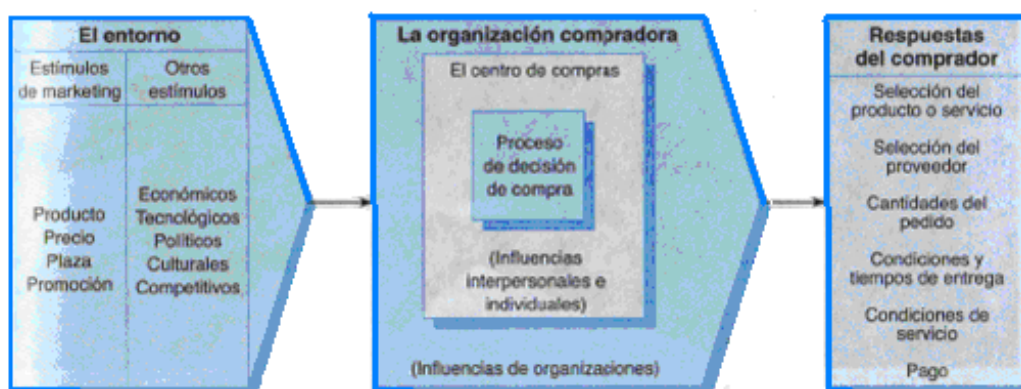 El entorno
Estímulos
de marketing
Otros
estímulos
Producto
Precio
Plaza
Promoción
Económicos
Tecnológicos
Políticos
Culturales
Competitivos
La organización compradora
El centro de compras
Proceso
de decisión
de compra
(Influencias
interpersonales e
individuales)
(Influencias de organizaciones)
Respuestas
del comprador
Selección del
producto o servicio
Selección del
proveedor
Cantidades del
pedido
Condiciones y
tiempos de entrega
Condiciones de
servicio
Pago